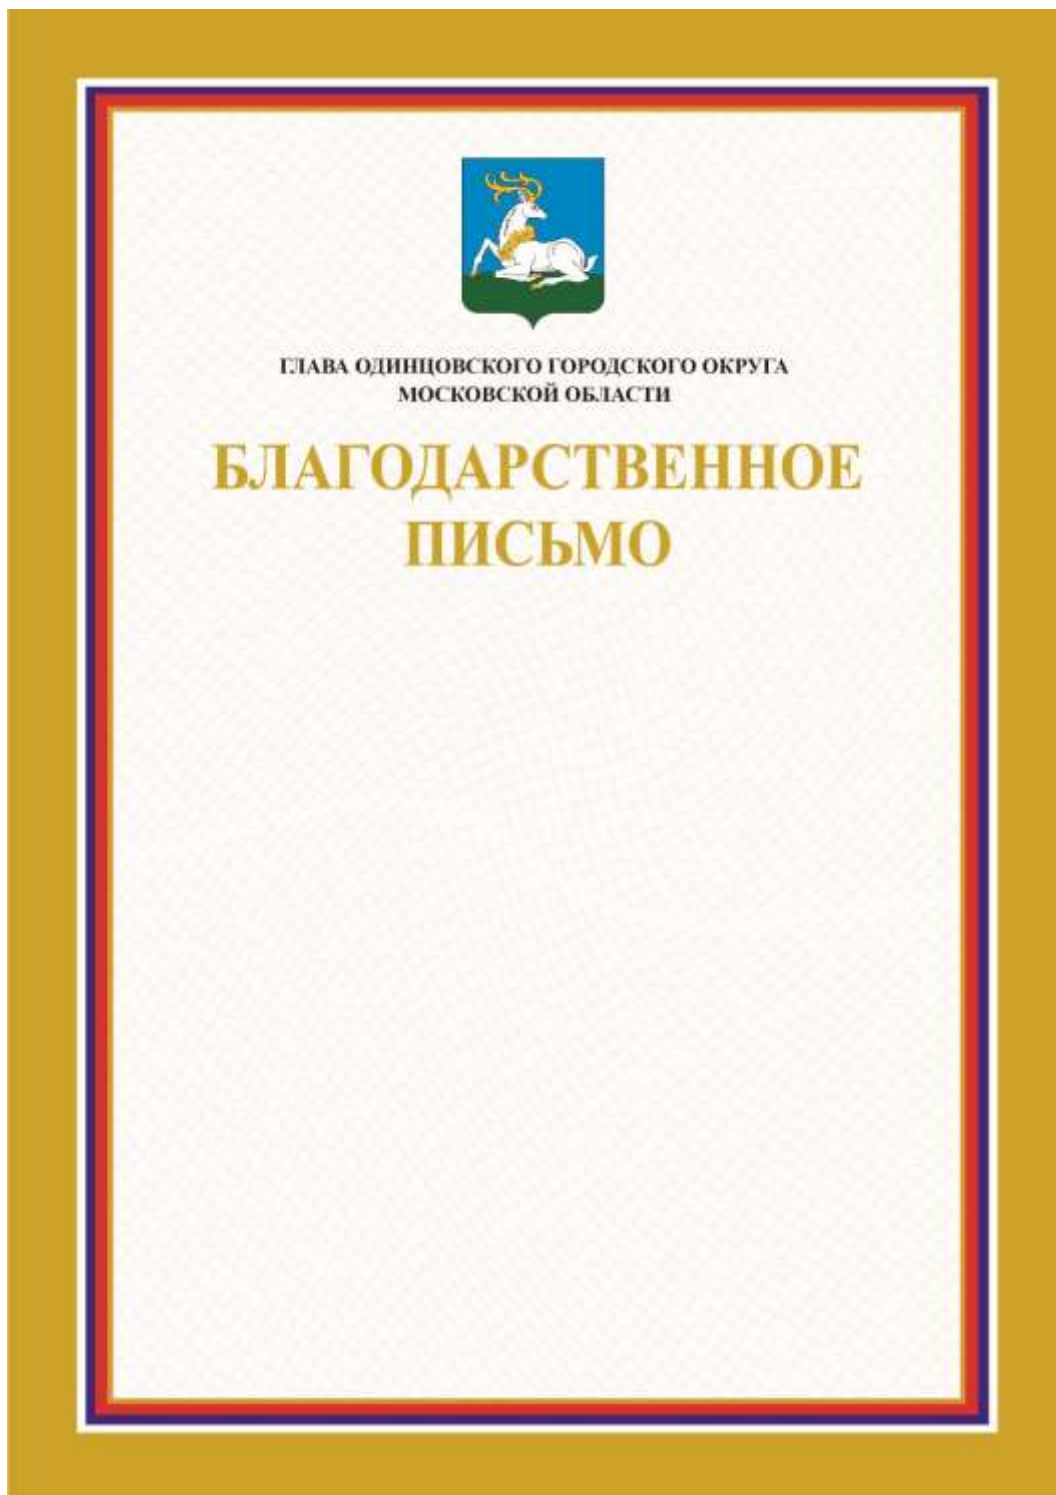 ГЛАВА ОДИНЦОВСКОГО ГОРОДСКОГО ОКРУГА
МОСКОВСКОЙ ОБЛАСТИ
БЛАГОДАРСТВЕННОЕ
ПИСЬМО